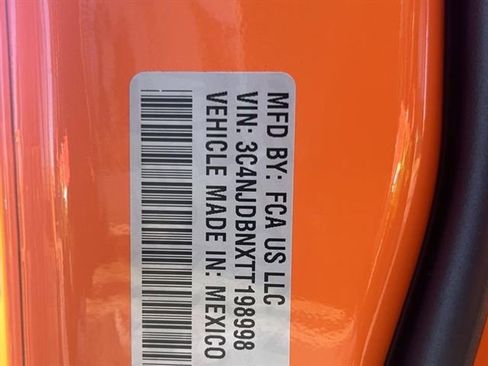 MFD BY: FCA US LLC
VIN: 3C4NJDBNXTT198998
VEHICLE MADE IN: MEXICO